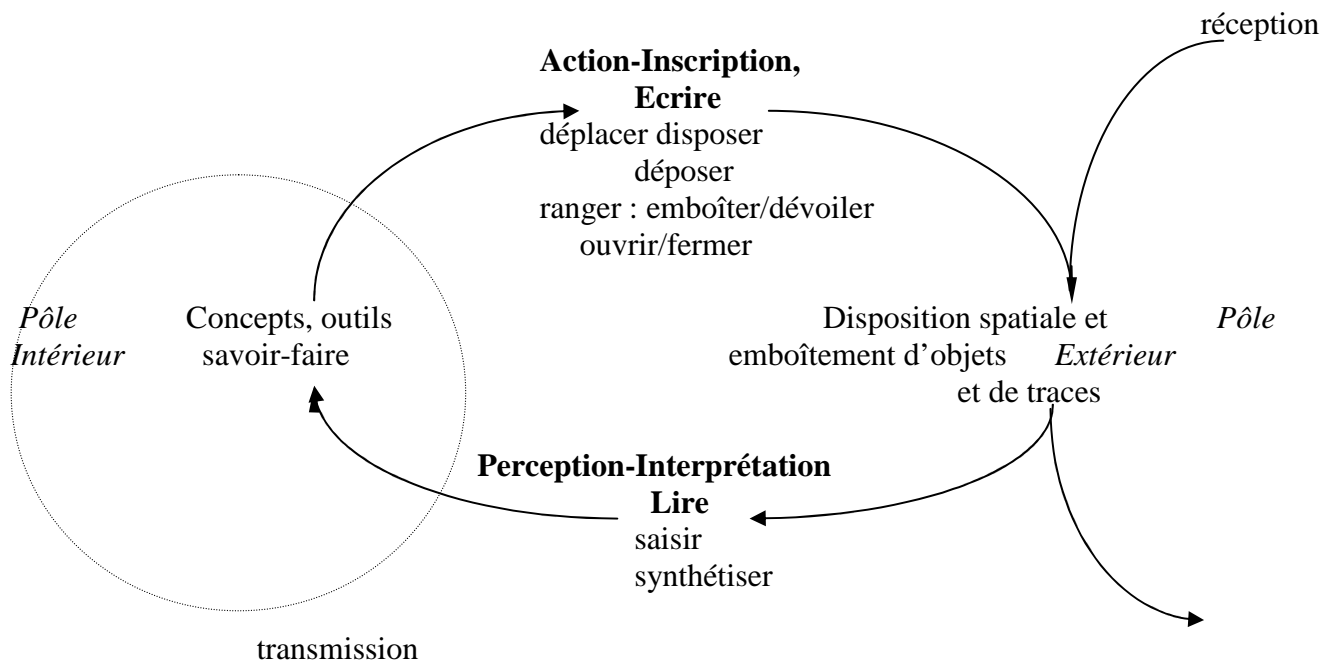 réception
Action-Inscription,
Ecrire
déplacer disposer
déposer
ranger : emboîter/dévoiler
ouvrir/fermer
Pôle Concepts, outils Disposition spatiale et Pôle
Intérieur savoir-faire emboîtement d’objets Extérieur
et de traces
Perception-Interprétation
Lire
saisir
synthétiser
transmission